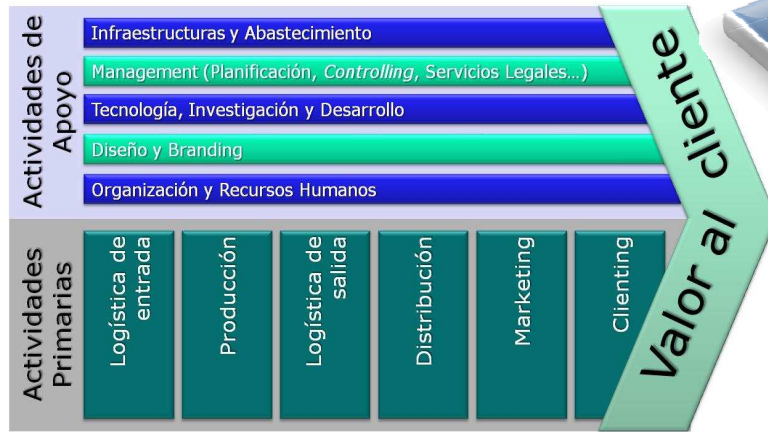 Actividades de
Apoyo
Infraestructuras y Abastecimiento
Management (Planificación, Controlling, Servicios Legales...)
Tecnología, Investigación y Desarrollo
Diseño y Branding
Organización y Recursos Humanos
Actividades
Primarias
Logística de
entrada
Producción
Logística de
salida
Distribución
Marketing
Clienting
Valor al cliente